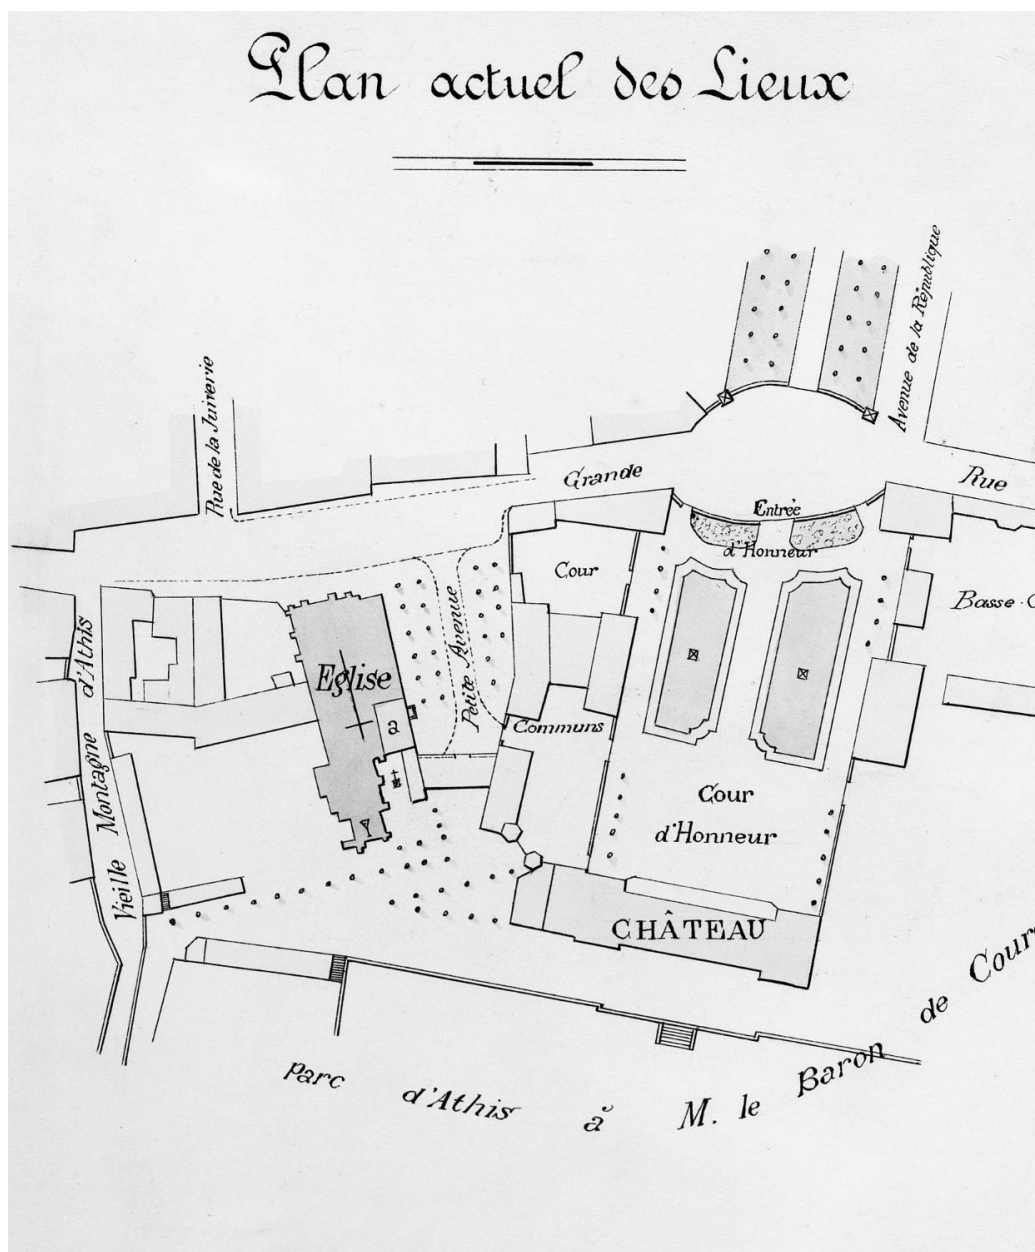 Plan actuel des Lieux
Avenue de la République
Rue de la Juiverie
Grande
Rue
Entrée
d'Honneur
Cour
Basse
Petite Avenue
d'Athis
Eglise
a
Communs
Cour
d'Honneur
Vieille Montagne
CHÂTEAU
parc d'Athis à M. le Baron de